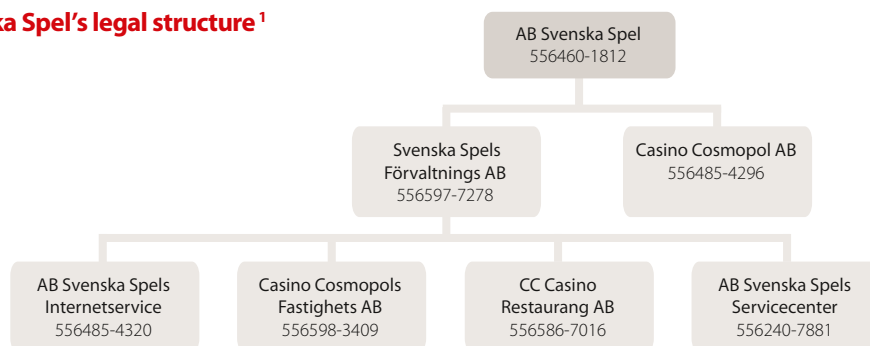 ka Spel’s legal structure 1
AB Svenska Spel
556460-1812
Svenska Spels
Förvaltnings AB
556597-7278
Casino Cosmopol AB
556485-4296
AB Svenska Spels
Internetservice
556485-4320
Casino Cosmopols
Fastighets AB
556598-3409
CC Casino
Restaurang AB
556586-7016
AB Svenska Spels
Servicecenter
556240-7881